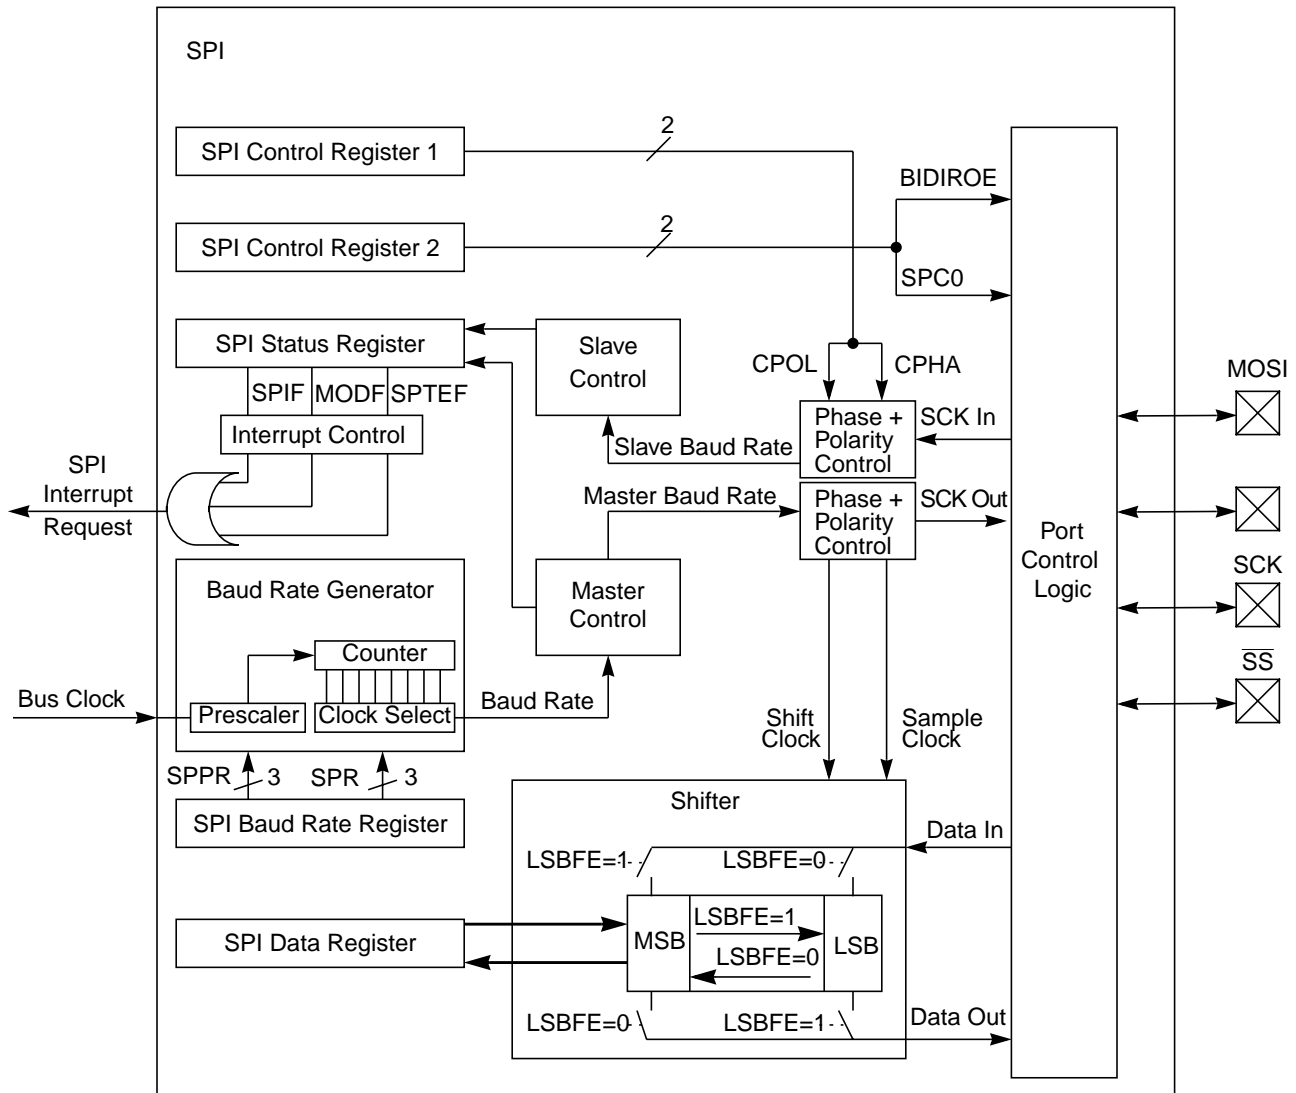 SPI
SPI Control Register 1
2
BIDIROE
SPI Control Register 2
2
SPC0
SPI Status Register
Slave
Control
CPOL
CPHA
MOSI
SPIF
MODF
SPTEF
Interrupt Control
Phase +
Polarity
Control
SCK In
Slave Baud Rate
SPI
Interrupt
Request
Master Baud Rate
Phase +
Polarity
Control
SCK Out
Port
Control
Logic
SCK
Baud Rate Generator
Master
Control
Counter
SS
Bus Clock
Prescaler
Clock Select
Baud Rate
Shift
Clock
Sample
Clock
SPPR
3
SPR
3
SPI Baud Rate Register
Shifter
Data In
LSBFE=1
LSBFE=0
SPI Data Register
MSB
LSBFE=1
LSBFE=0
LSB
LSBFE=0
LSBFE=1
Data Out